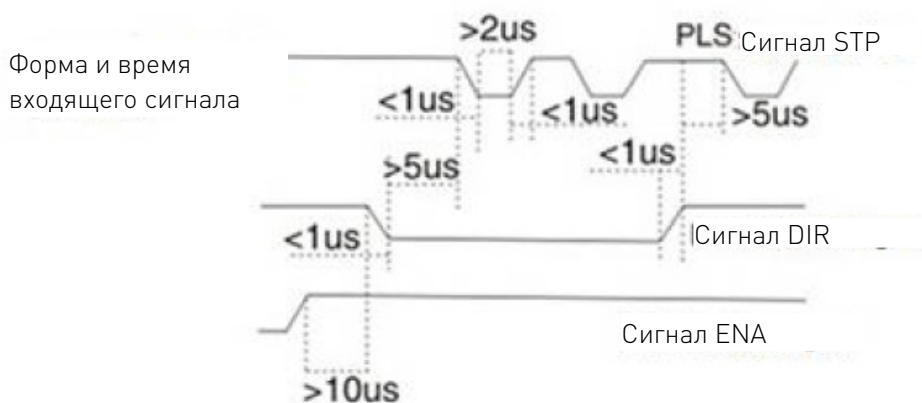 Форма и время
входящего сигнала
>2us
PLS Сигнал STP
<1us
<1us
>5us
>5us
<1us
<1us
Сигнал DIR
Сигнал ENA
>10us